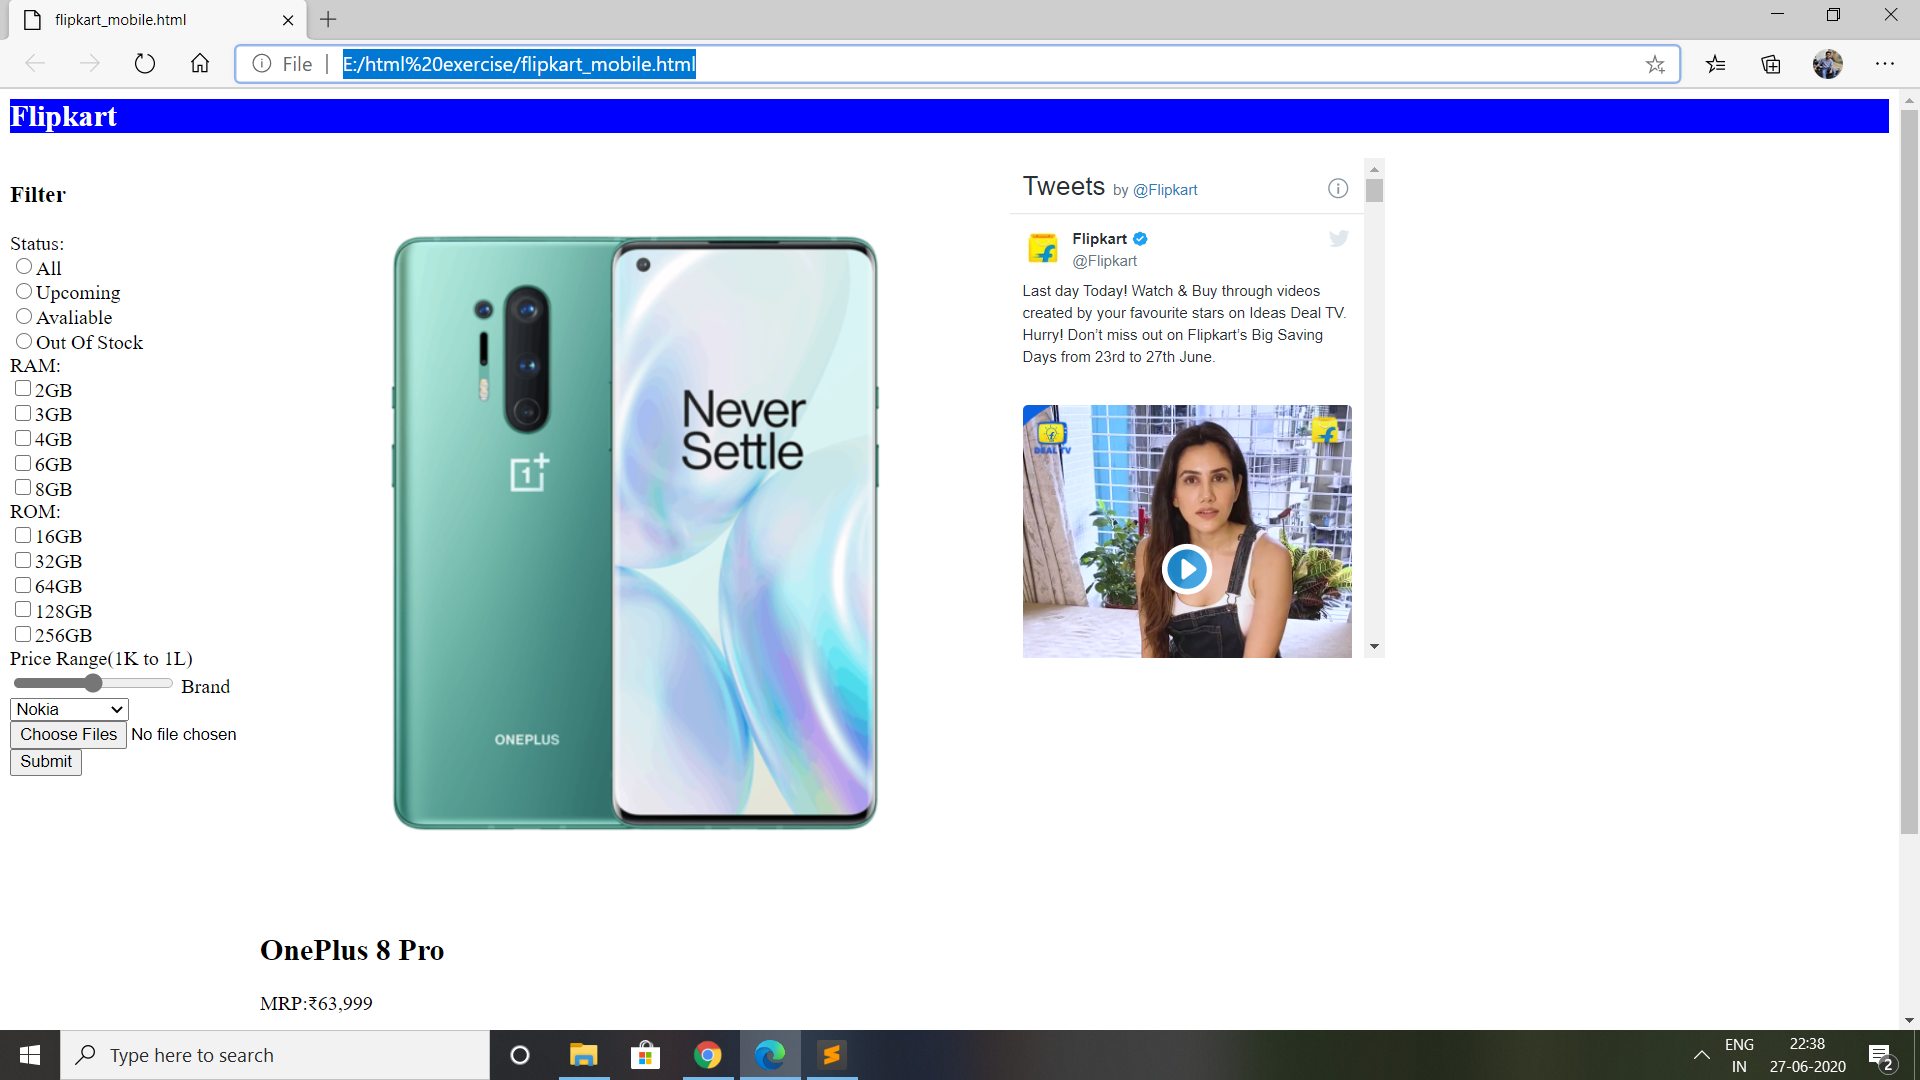 flipkart_mobile.html
File
E:/html%20exercise/flipkart_mobile.html
Flipkart
Filter
Status:
All
Upcoming
Avaliable
Out Of Stock
RAM:
2GB
3GB
4GB
6GB
8GB
ROM:
16GB
32GB
64GB
128GB
256GB
Price Range(1K to 1L)
Brand
Nokia
Choose Files No file chosen
Submit
Never
Settle
ONEPLUS
OnePlus 8 Pro
MRP:₹63,999
Tweets by @Flipkart
Flipkart
@Flipkart
Last day Today! Watch & Buy through videos
created by your favourite stars on Ideas Deal TV.
Hurry! Don’t miss out on Flipkart’s Big Saving
Days from 23rd to 27th June.
DEAL TV
Type here to search
ENG
IN
22:38
27-06-2020
2